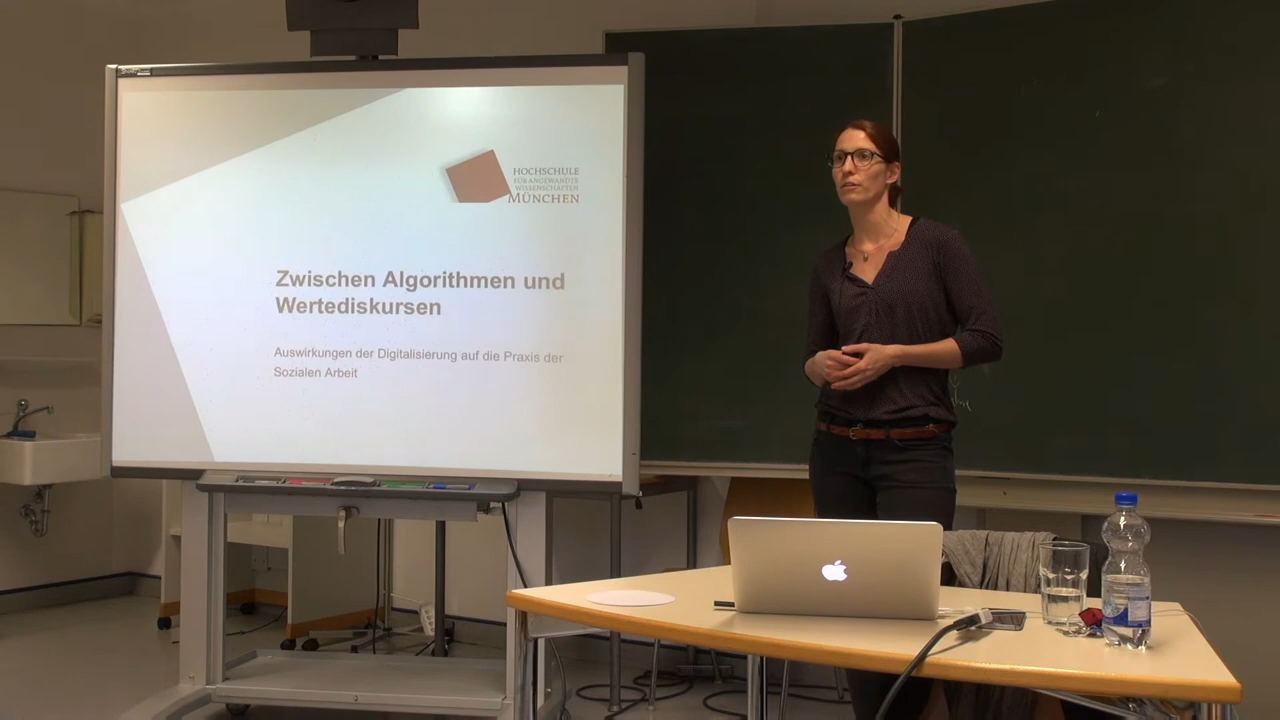 HOCHSCHULE
FÜR ANGEWANDTE
WISSENSCHAFTEN
MÜNCHEN
Zwischen Algorithmen und
Wertediskursen
Auswirkungen der Digitalisierung auf die Praxis der
Sozialen Arbeit